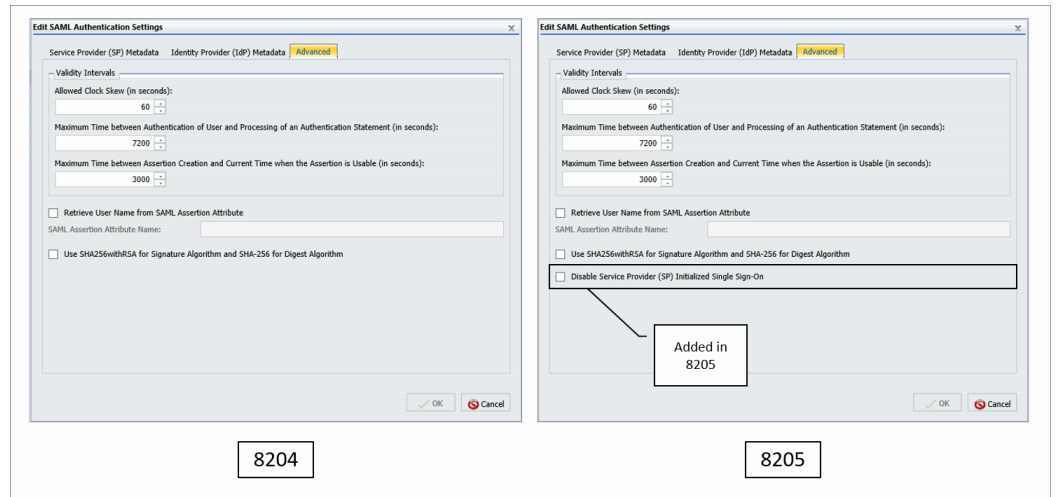 Edit SAML Authentication Settings
x
Service Provider (SP) Metadata Identity Provider (IdP) Metadata Advanced
Validity Intervals
Allowed Clock Skew (in seconds):
60
Maximum Time between Authentication of User and Processing of an Authentication Statement (in seconds):
7200
Maximum Time between Assertion Creation and Current Time when the Assertion is Usable (in seconds):
3000
Retrieve User Name from SAML Assertion Attribute
SAML Assertion Attribute Name:
Use SHA256withRSA for Signature Algorithm and SHA-256 for Digest Algorithm
OK Cancel
8204
Edit SAML Authentication Settings
x
Service Provider (SP) Metadata Identity Provider (IdP) Metadata Advanced
Validity Intervals
Allowed Clock Skew (in seconds):
60
Maximum Time between Authentication of User and Processing of an Authentication Statement (in seconds):
7200
Maximum Time between Assertion Creation and Current Time when the Assertion is Usable (in seconds):
3000
Retrieve User Name from SAML Assertion Attribute
SAML Assertion Attribute Name:
Use SHA256withRSA for Signature Algorithm and SHA-256 for Digest Algorithm
Disable Service Provider (SP) Initialized Single Sign-On
Added in
8205
OK Cancel
8205